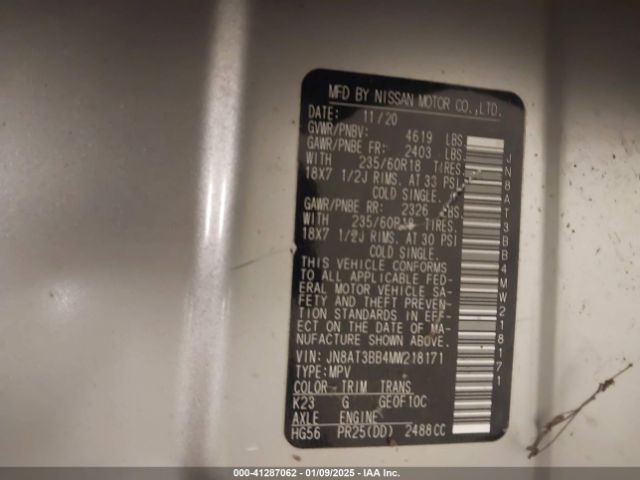 MFD BY NISSAN MOTOR CO.,LTD.
DATE: 11/20
GVWR/PNBV: 4619 LBS
GAWR/PNBE FR: 2403 LBS.
WITH 235/60R18 TIRES.
18X7 1/2J RIMS, AT 33 PSI
COLD SINGLE.
GAWR/PNBE RR: 2326 LBS.
WITH 235/60R18 TIRES.
18X7 1/2J RIMS, AT 30 PSI
COLD SINGLE.
THIS VEHICLE CONFORMS
TO ALL APPLICABLE FED-
ERAL MOTOR VEHICLE SA-
FETY AND THEFT PREVEN-
TION STANDARDS IN EFF-
ECT ON THE DATE OF MA-
NUFACTURE SHOWN ABOVE.
VIN: JN8AT3BB4MW218171
TYPE:MPV
COLOR TRIM TRANS
K23 G GEOF10C
AXLE ENGINE
HG56 PR25(DD) 2488CC
JN8AT3BB4MW218171
000-41287062 - 01/09/2025 - IAA Inc.